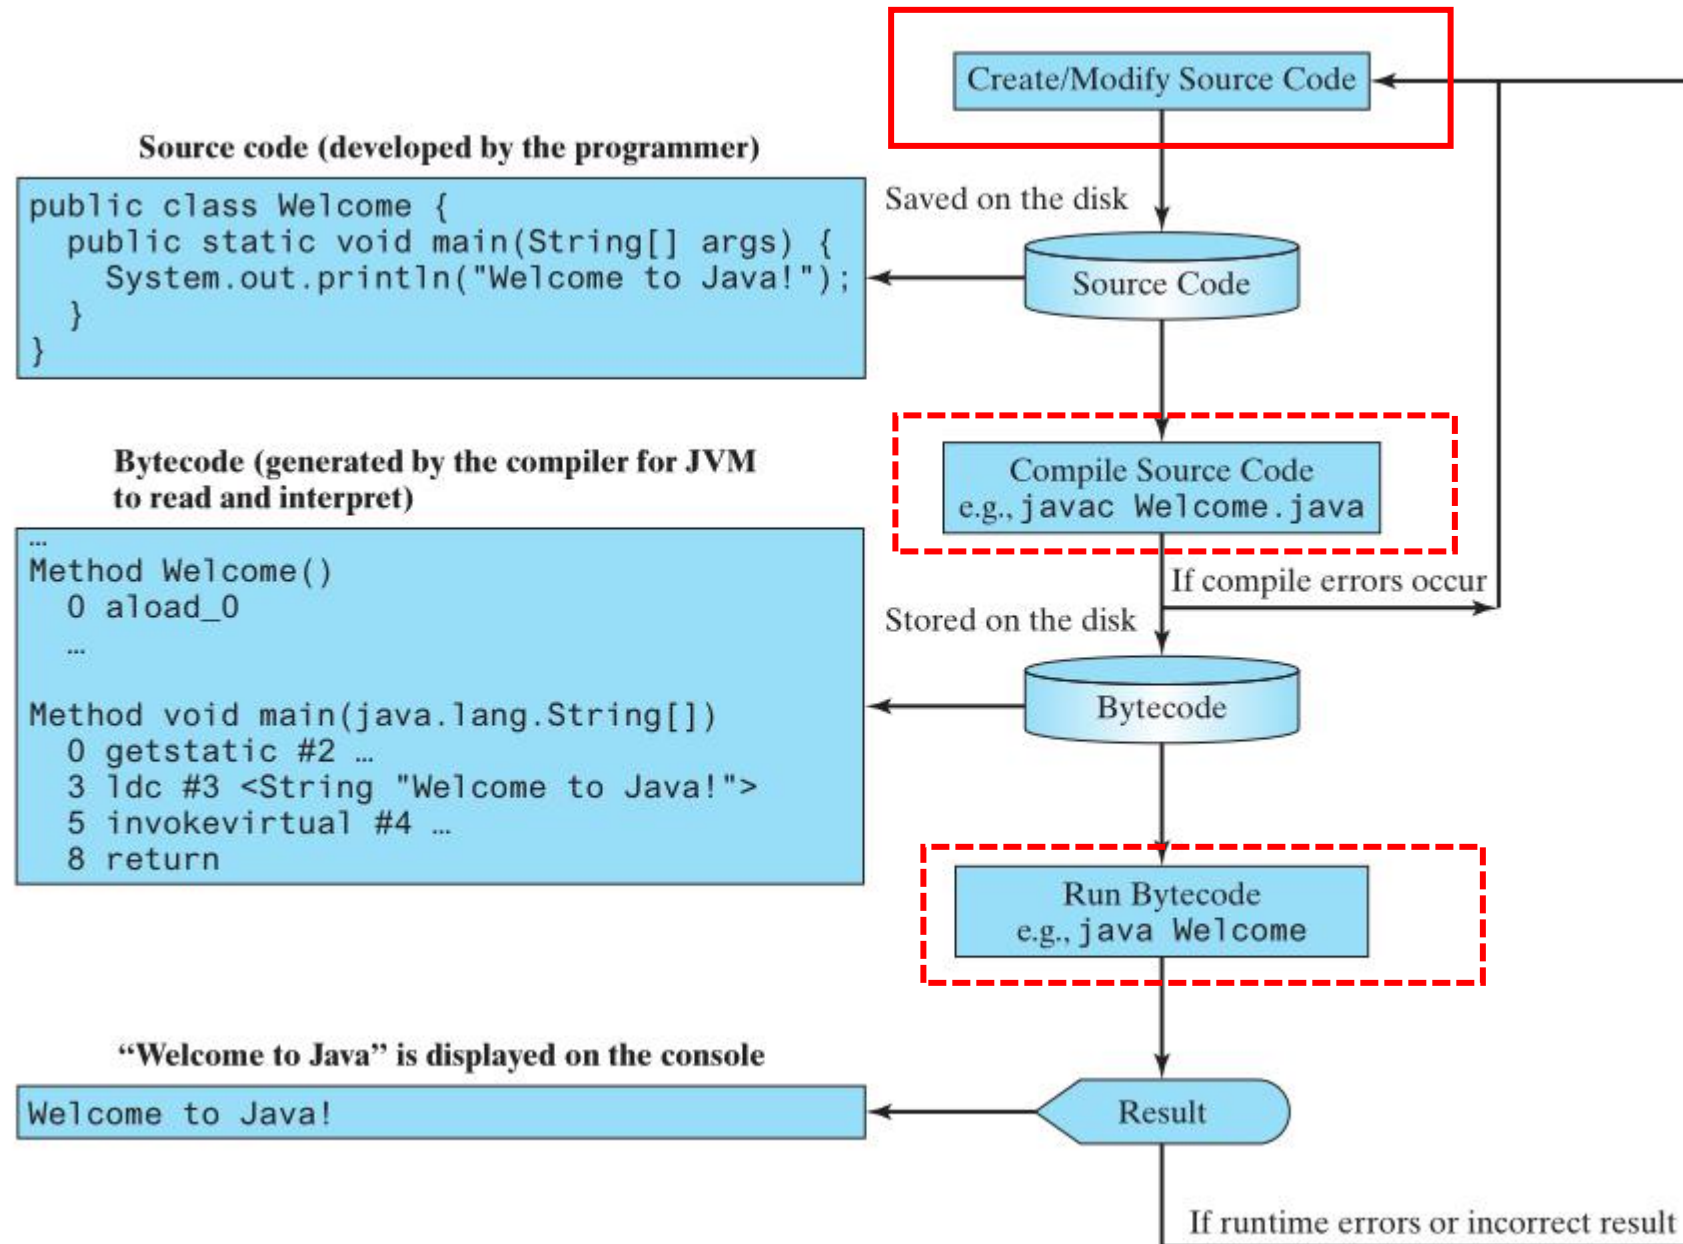 Create/Modify Source Code
Source code (developed by the programmer)
public class Welcome {
  public static void main(String[] args) {
    System.out.println("Welcome to Java!");
  }
}
Saved on the disk
Source Code
Compile Source Code
e.g., javac Welcome.java
If compile errors occur
Stored on the disk
Bytecode (generated by the compiler for JVM
to read and interpret)
…
Method Welcome()
  0 aload_0
  …
Method void main(java.lang.String[])
  0 getstatic #2 …
  3 ldc #3 <String "Welcome to Java!">
  5 invokevirtual #4 …
  8 return
Bytecode
Run Bytecode
e.g., java Welcome
“Welcome to Java” is displayed on the console
Welcome to Java!
Result
If runtime errors or incorrect result